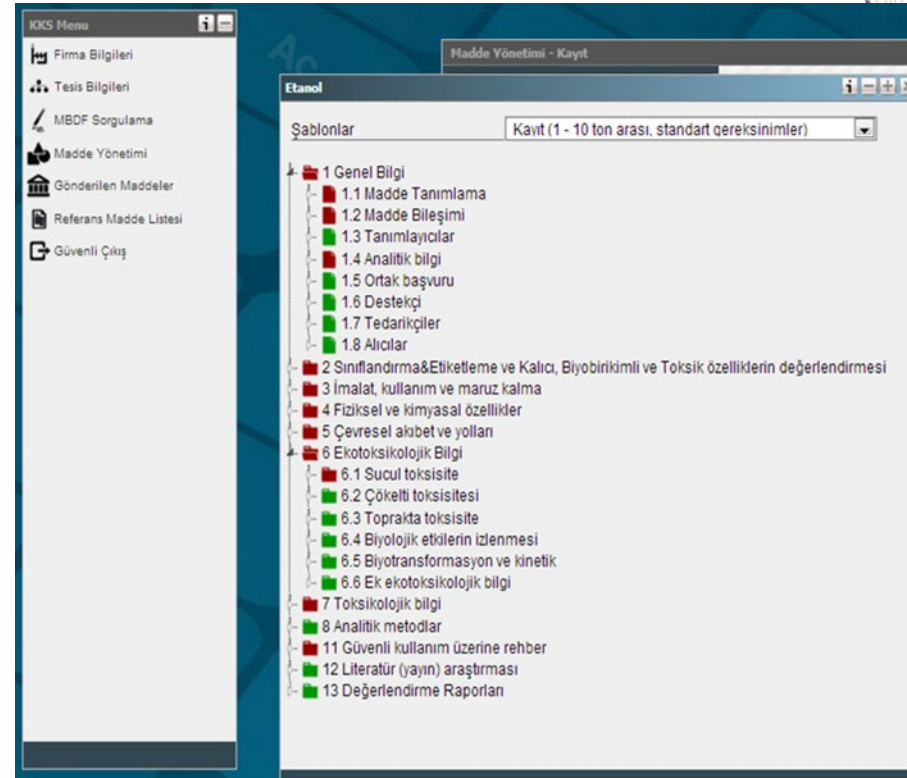 KKS Menu
Firma Bilgileri
Tesis Bilgileri
MBDF Sorgulama
Madde Yönetimi
Gönderilen Maddeler
Referans Madde Listesi
Güvenli Çıkış
Madde Yönetimi - Kayıt
Etanol
Şablonlar
Kayıt (1 - 10 ton arası, standart gereksinimler)
1 Genel Bilgi
1.1 Madde Tanımlama
1.2 Madde Bileşimi
1.3 Tanımlayıcılar
1.4 Analitik bilgi
1.5 Ortak başvuru
1.6 Destekçi
1.7 Tedarikçiler
1.8 Alıcılar
2 Sınıflandırma&Etiketleme ve Kalıcı, Biyobirikimli ve Toksik özelliklerin değerlendirmesi
3 İmalat, kullanım ve maruz kalma
4 Fiziksel ve kimyasal özellikler
5 Çevresel akıbet ve yolları
6 Ekotoksikolojik Bilgi
6.1 Sucul toksisite
6.2 Çökelti toksisitesi
6.3 Toprakta toksisite
6.4 Biyolojik etkilerin izlenmesi
6.5 Biyotransformasyon ve kinetik
6.6 Ek ekotoksikolojik bilgi
7 Toksikolojik bilgi
8 Analitik metodlar
11 Güvenli kullanım üzerine rehber
12 Literatür (yayın) araştırması
13 Değerlendirme Raporları